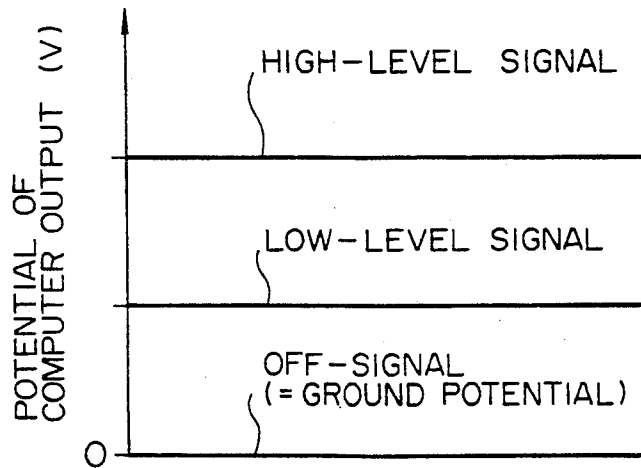 POTENTIAL OF
COMPUTER OUTPUT (V)
HIGH-LEVEL SIGNAL
LOW-LEVEL SIGNAL
OFF-SIGNAL
(= GROUND POTENTIAL)
0